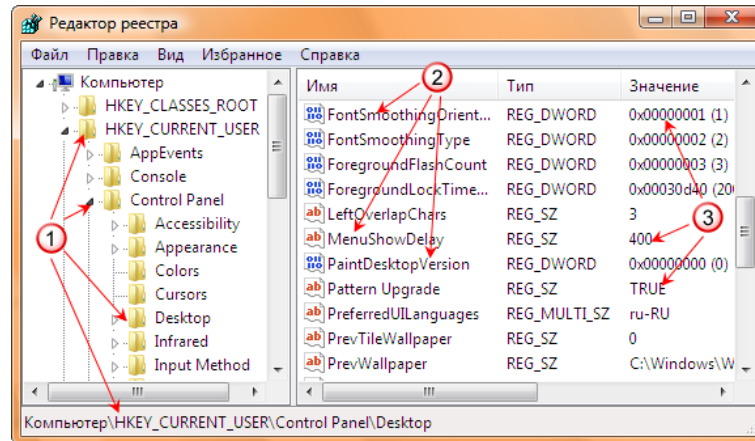 Редактор реестра
Файл Правка Вид Избранное Справка
Компьютер
HKEY_CLASSES_ROOT
HKEY_CURRENT_USER
AppEvents
Console
Control Panel
Accessibility
Appearance
Colors
Cursors
Desktop
Infrared
Input Method
1
Имя Тип Значение
2
FontSmoothingOrient... REG_DWORD 0x00000001 (1)
FontSmoothingType REG_DWORD 0x00000002 (2)
ForegroundFlashCount REG_DWORD 0x00000003 (3)
ForegroundLockTime... REG_DWORD 0x00030d40 (20
LeftOverlapChars REG_SZ 3
3
MenuShowDelay REG_SZ 400
PaintDesktopVersion REG_DWORD 0x00000000 (0)
Pattern Upgrade REG_SZ TRUE
PreferredUILanguages REG_MULTI_SZ ru-RU
PrevTileWallpaper REG_SZ 0
PrevWallpaper REG_SZ C:\Windows\W
Компьютер\HKEY_CURRENT_USER\Control Panel\Desktop